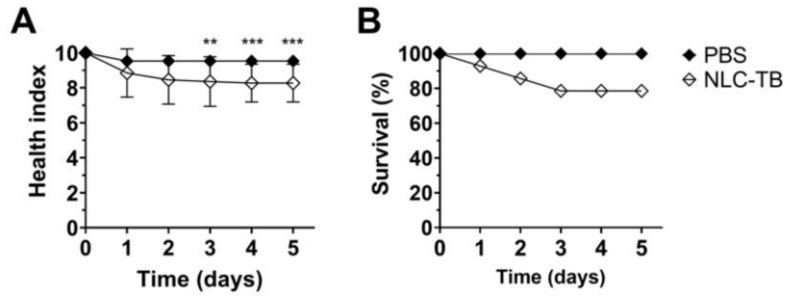 A
** *** ***
10
8
6
4
2
0
Health index
0 1 2 3 4 5
Time (days)
B
100
80
60
40
20
0
Survival (%)
0 1 2 3 4 5
Time (days)
PBS
NLC-TB